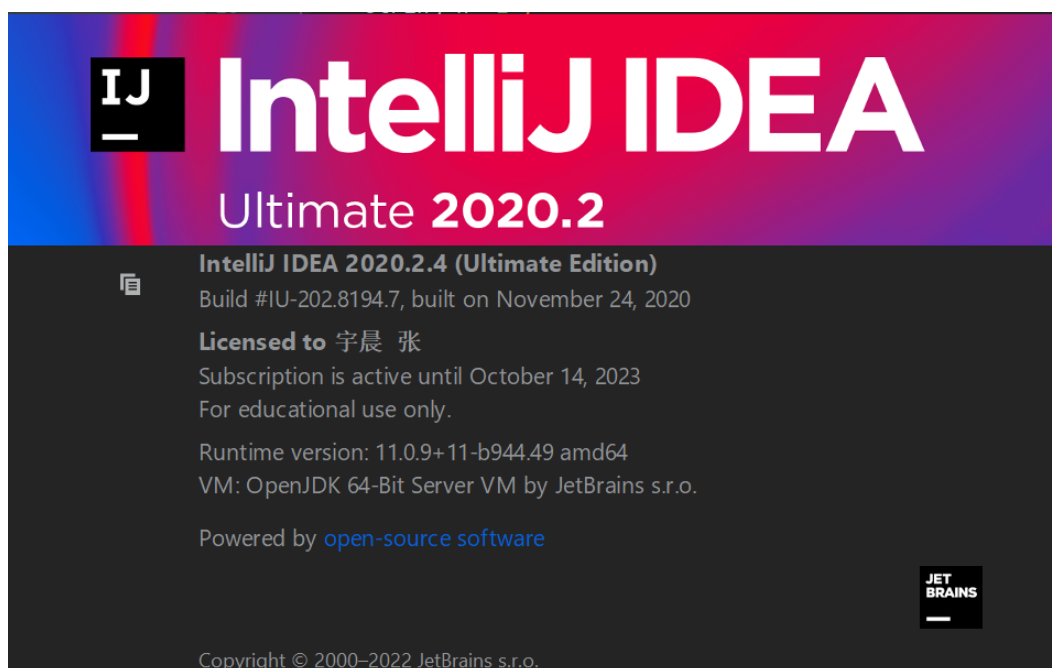 IJ
IntelliJ IDEA
Ultimate 2020.2
IntelliJ IDEA 2020.2.4 (Ultimate Edition)
Build #IU-202.8194.7, built on November 24, 2020
Licensed to 宇晨 张
Subscription is active until October 14, 2023
For educational use only.
Runtime version: 11.0.9+11-b944.49 amd64
VM: OpenJDK 64-Bit Server VM by JetBrains s.r.o.
Powered by open-source software
JET
BRAINS
Copyright © 2000–2022 JetBrains s.r.o.